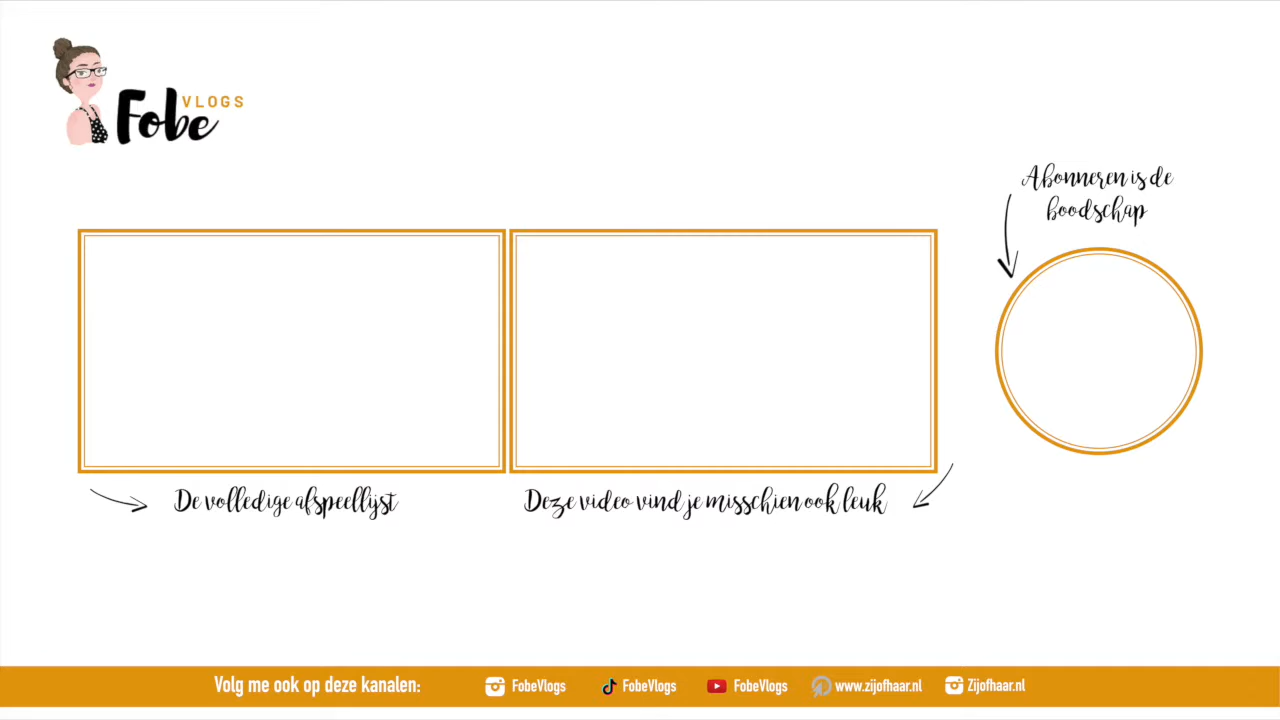 VLOGS
Fobe
Abonneren is de
boodschap
De volledige afspeellijst
Deze video vind je misschien ook leuk
Volg me ook op deze kanalen:
FobeVlogs
FobeVlogs
FobeVlogs
www.zijofhaar.nl
Zijofhaar.nl